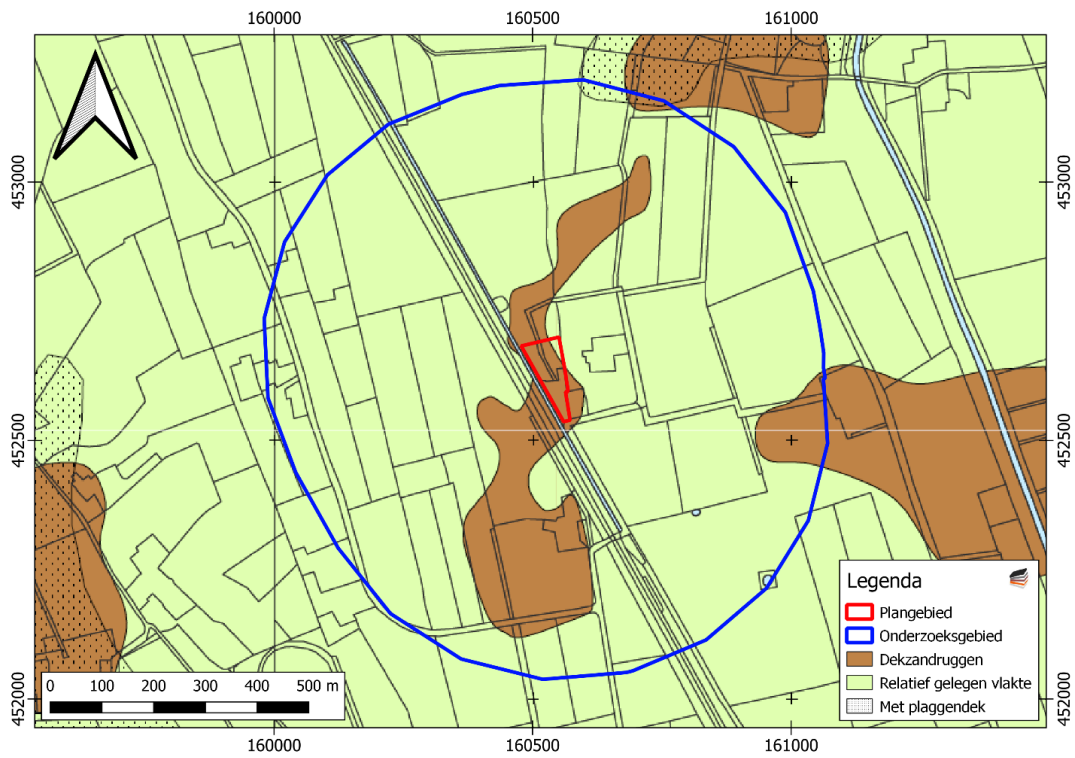 160000 160500 161000
453000 453000
452500 452500
452000 452000
Legenda
Plangebied
Onderzoeksgebied
Dekzandruggen
Relatief gelegen vlakte
Met plaggendek
0 100 200 300 400 500 m
160000 160500 161000